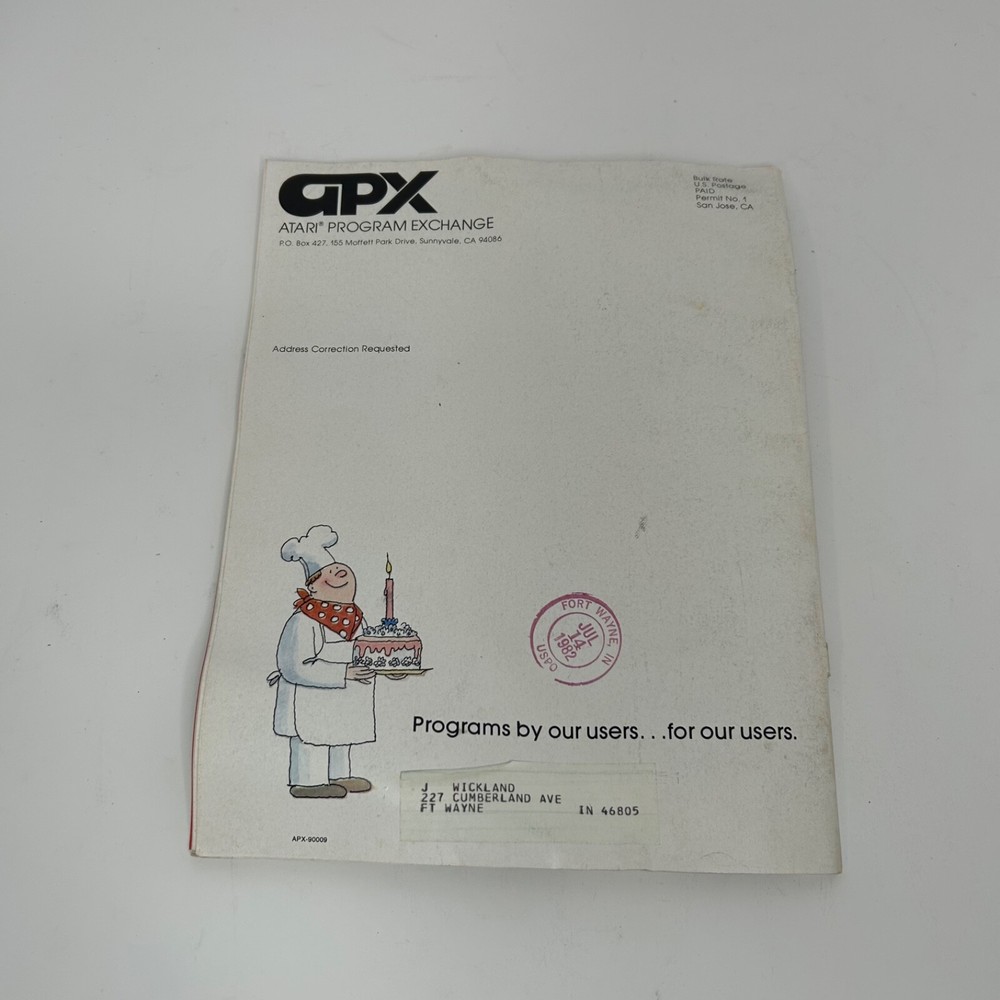 APX
ATARI® PROGRAM EXCHANGE
P.O. Box 427, 155 Moffett Park Drive, Sunnyvale, CA 94086
Bulk Rate
U.S. Postage
PAID
Permit No. 1
San Jose, CA
Address Correction Requested
FORT WAYNE, IN
JUL
14
1982
USPO
Programs by our users. . .for our users.
J WICKLAND
227 CUMBERLAND AVE
FT WAYNE IN 46805
APX-90009